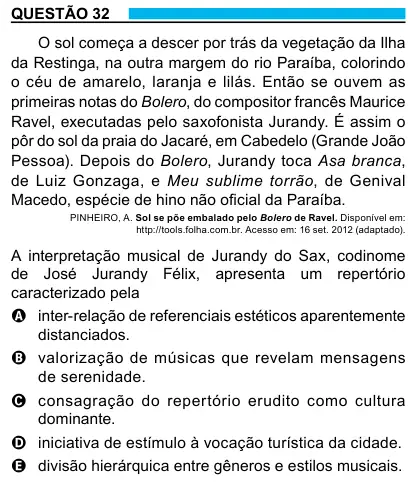 QUESTÃO 32
O sol começa a descer por trás da vegetação da Ilha
da Restinga, na outra margem do rio Paraíba, colorindo
o céu de amarelo, laranja e lilás. Então se ouvem as
primeiras notas do Bolero, do compositor francês Maurice
Ravel, executadas pelo saxofonista Jurandy. É assim o
pôr do sol da praia do Jacaré, em Cabedelo (Grande João
Pessoa). Depois do Bolero, Jurandy toca Asa branca,
de Luiz Gonzaga, e Meu sublime torrão, de Genival
Macedo, espécie de hino não oficial da Paraíba.
PINHEIRO, A. Sol se põe embalado pelo Bolero de Ravel. Disponível em:
http://tools.folha.com.br. Acesso em: 16 set. 2012 (adaptado).
A interpretação musical de Jurandy do Sax, codinome
de José Jurandy Félix, apresenta um repertório
caracterizado pela
A inter-relação de referenciais estéticos aparentemente
distanciados.
B valorização de músicas que revelam mensagens
de serenidade.
C consagração do repertório erudito como cultura
dominante.
D iniciativa de estímulo à vocação turística da cidade.
E divisão hierárquica entre gêneros e estilos musicais.